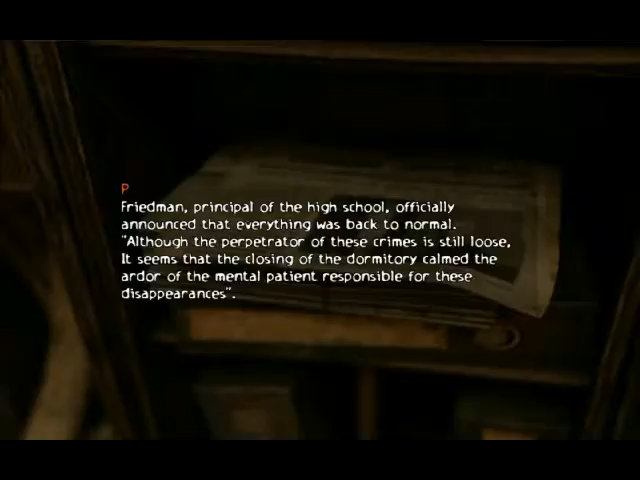 P
Friedman, principal of the high school, officially
announced that everything was back to normal.
"Although the perpetrator of these crimes is still loose,
It seems that the closing of the dormitory calmed the
ardor of the mental patient responsible for these
disappearances".